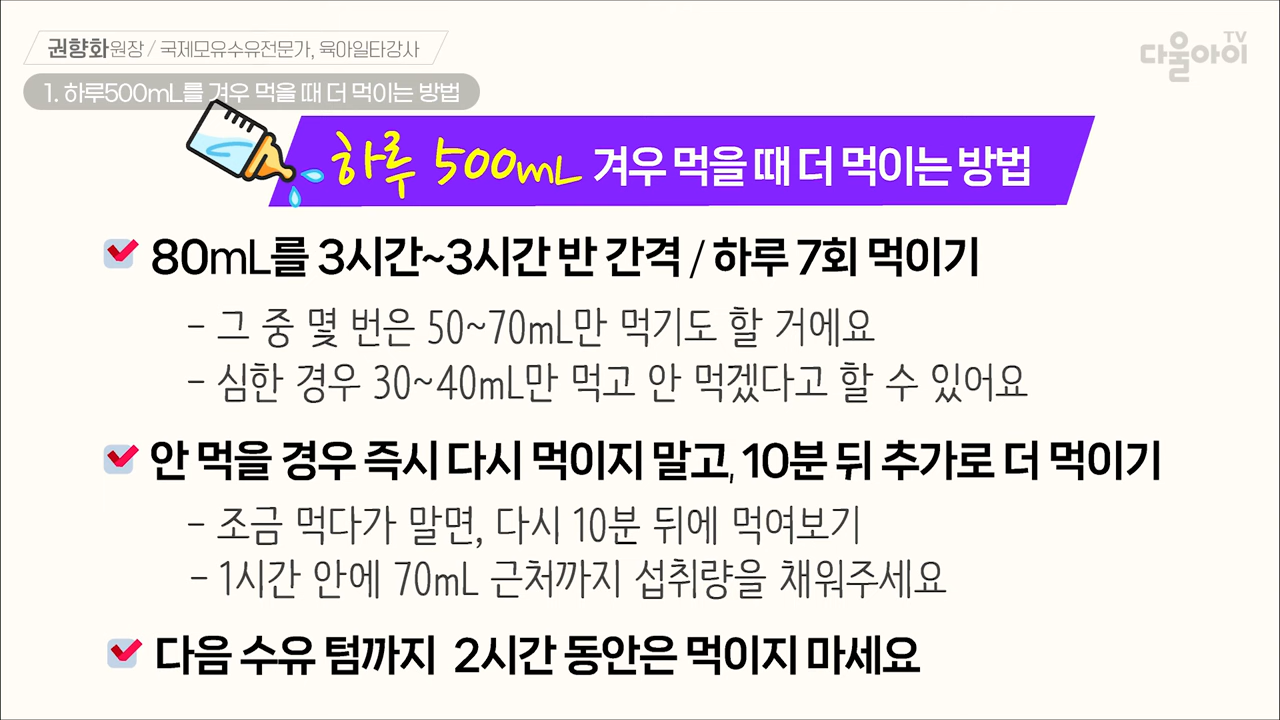 권향화원장 / 국제모유수유전문가, 육아일타강사
다울아이 TV
1. 하루500mL를 겨우 먹을 때 더 먹이는 방법
하루 500mL 겨우 먹을 때 더 먹이는 방법
80mL를 3시간~3시간 반 간격 / 하루 7회 먹이기
- 그 중 몇 번은 50~70mL만 먹기도 할 거에요
- 심한 경우 30~40mL만 먹고 안 먹겠다고 할 수 있어요
안 먹을 경우 즉시 다시 먹이지 말고, 10분 뒤 추가로 더 먹이기
- 조금 먹다가 말면, 다시 10분 뒤에 먹여보기
- 1시간 안에 70mL 근처까지 섭취량을 채워주세요
다음 수유 텀까지 2시간 동안은 먹이지 마세요